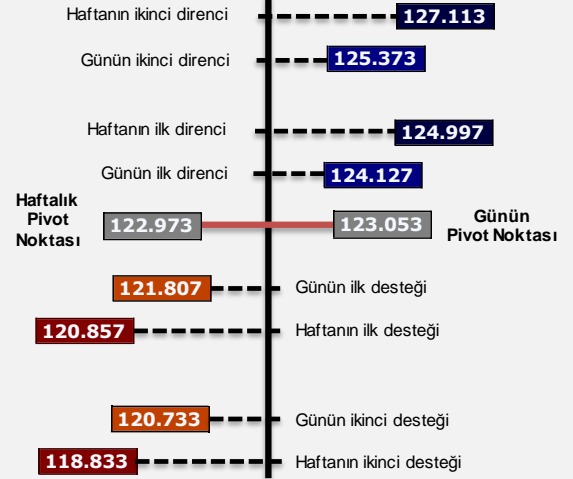 Haftanın ikinci direnci 127.113
Günün ikinci direnci 125.373
Haftanın ilk direnci 124.997
Günün ilk direnci 124.127
Haftalık
Pivot
Noktası
122.973
123.053
Günün
Pivot Noktası
121.807 Günün ilk desteği
120.857 Haftanın ilk desteği
120.733 Günün ikinci desteği
118.833 Haftanın ikinci desteği